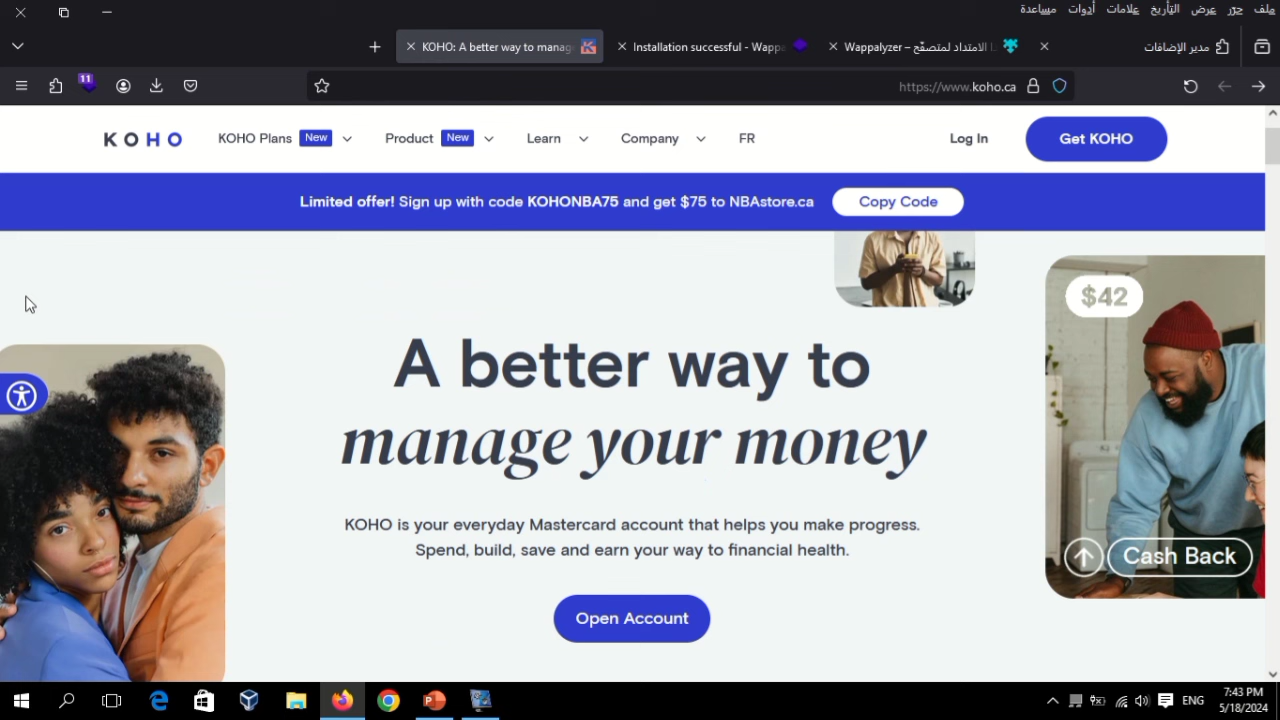 ملف حرّر عرض التأريخ علامات أدوات مساعدة
KOHO: A better way to manag
Installation successful - Wappa
Wappalyzer – الامتداد لمتصفّح
مدير الإضافات
11
https://www.koho.ca
KOHO
KOHO Plans New
Product New
Learn
Company
FR
Log In
Get KOHO
Limited offer! Sign up with code KOHONBA75 and get $75 to NBAstore.ca
Copy Code
$42
A better way to
manage your money
KOHO is your everyday Mastercard account that helps you make progress.
Spend, build, save and earn your way to financial health.
Cash Back
Open Account
ENG
7:43 PM
5/18/2024